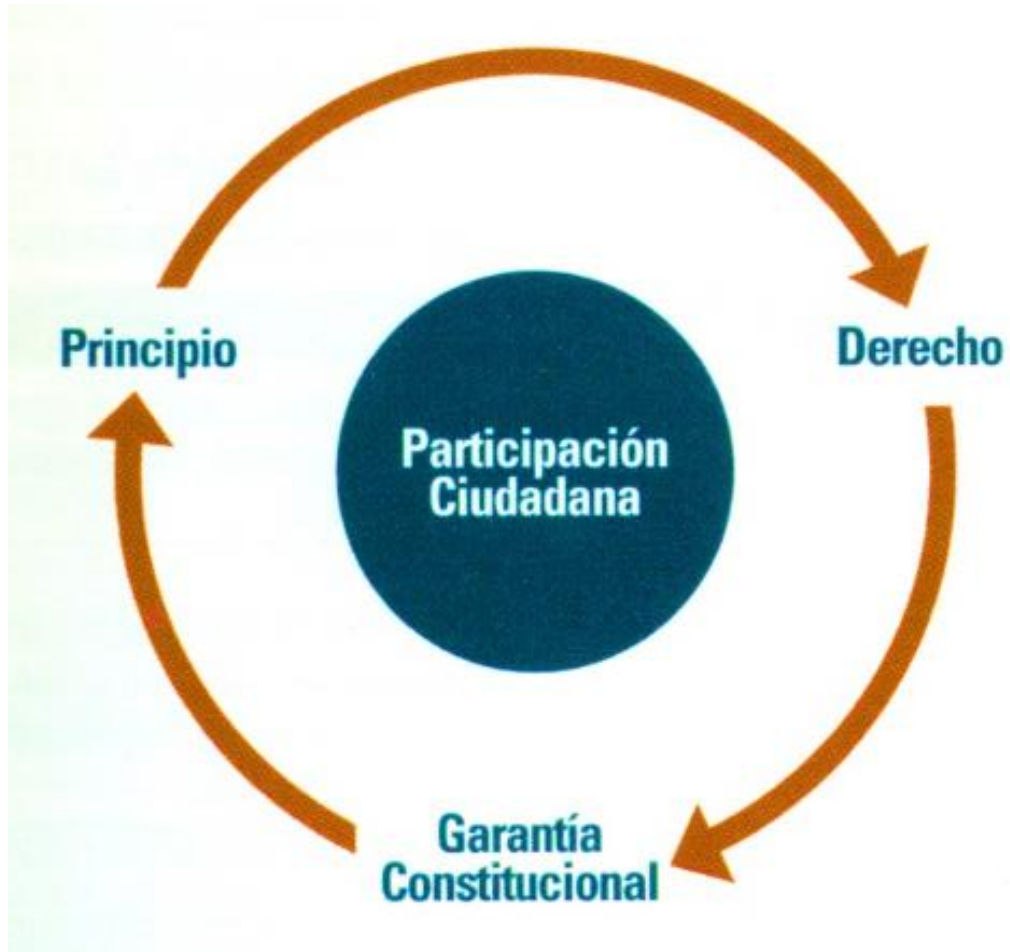 Principio
Derecho
Participación
Ciudadana
Garantía
Constitucional